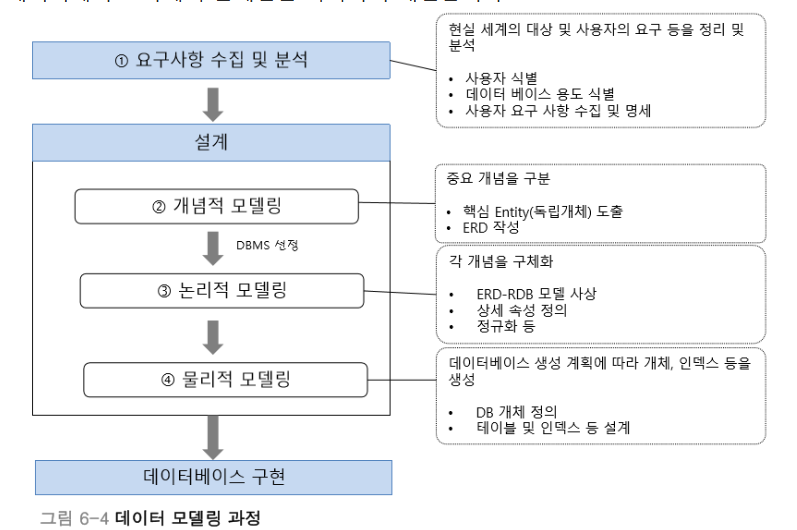 ① 요구사항 수집 및 분석
현실 세계의 대상 및 사용자의 요구 등을 정리 및
분석
• 사용자 식별
• 데이터 베이스 용도 식별
• 사용자 요구 사항 수집 및 명세
설계
② 개념적 모델링
중요 개념을 구분
• 핵심 Entity(독립개체) 도출
• ERD 작성
DBMS 선정
③ 논리적 모델링
각 개념을 구체화
• ERD-RDB 모델 사상
• 상세 속성 정의
• 정규화 등
④ 물리적 모델링
데이터베이스 생성 계획에 따라 개체, 인덱스 등을
생성
• DB 개체 정의
• 테이블 및 인덱스 등 설계
데이터베이스 구현
그림 6-4 데이터 모델링 과정